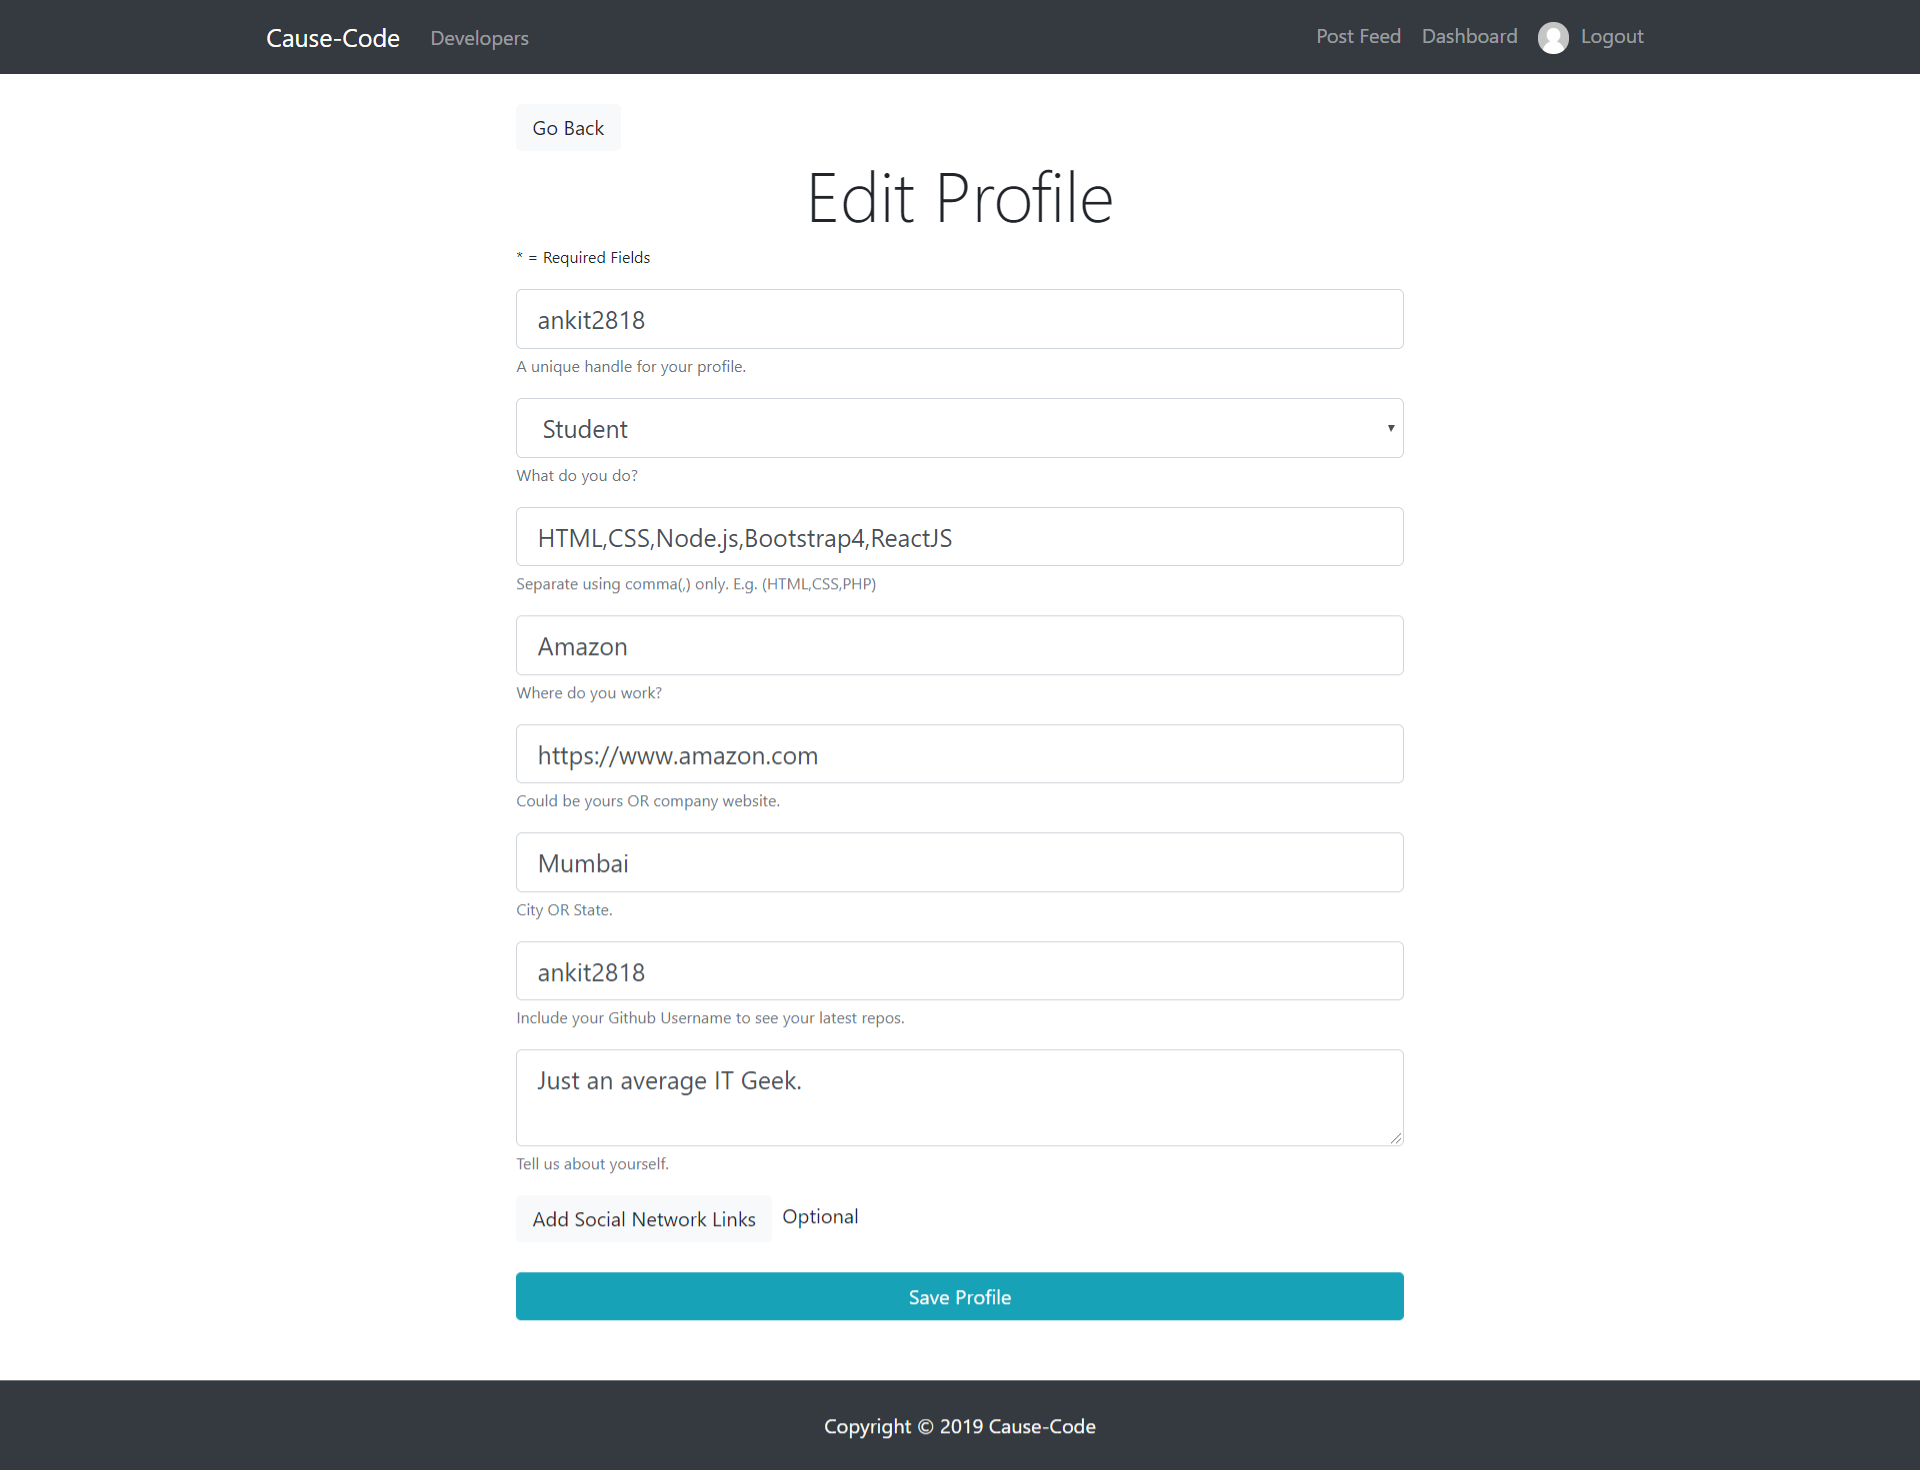 Cause-Code Developers Post Feed Dashboard Logout
Go Back
Edit Profile
* = Required Fields
ankit2818
A unique handle for your profile.
Student
What do you do?
HTML,CSS,Node.js,Bootstrap4,ReactJS
Separate using comma(,) only. E.g. (HTML,CSS,PHP)
Amazon
Where do you work?
https://www.amazon.com
Could be yours OR company website.
Mumbai
City OR State.
ankit2818
Include your Github Username to see your latest repos.
Just an average IT Geek.
Tell us about yourself.
Add Social Network Links Optional
Save Profile
Copyright © 2019 Cause-Code